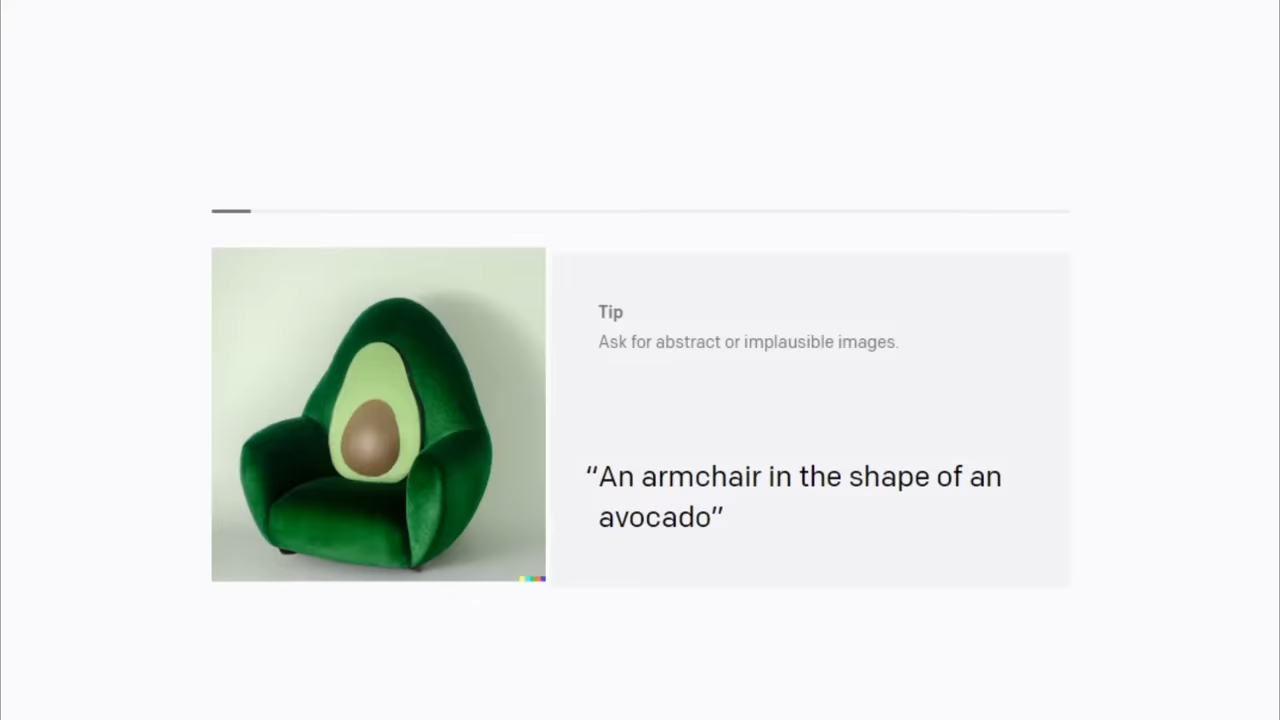 Tip
Ask for abstract or implausible images.
“An armchair in the shape of an
avocado”